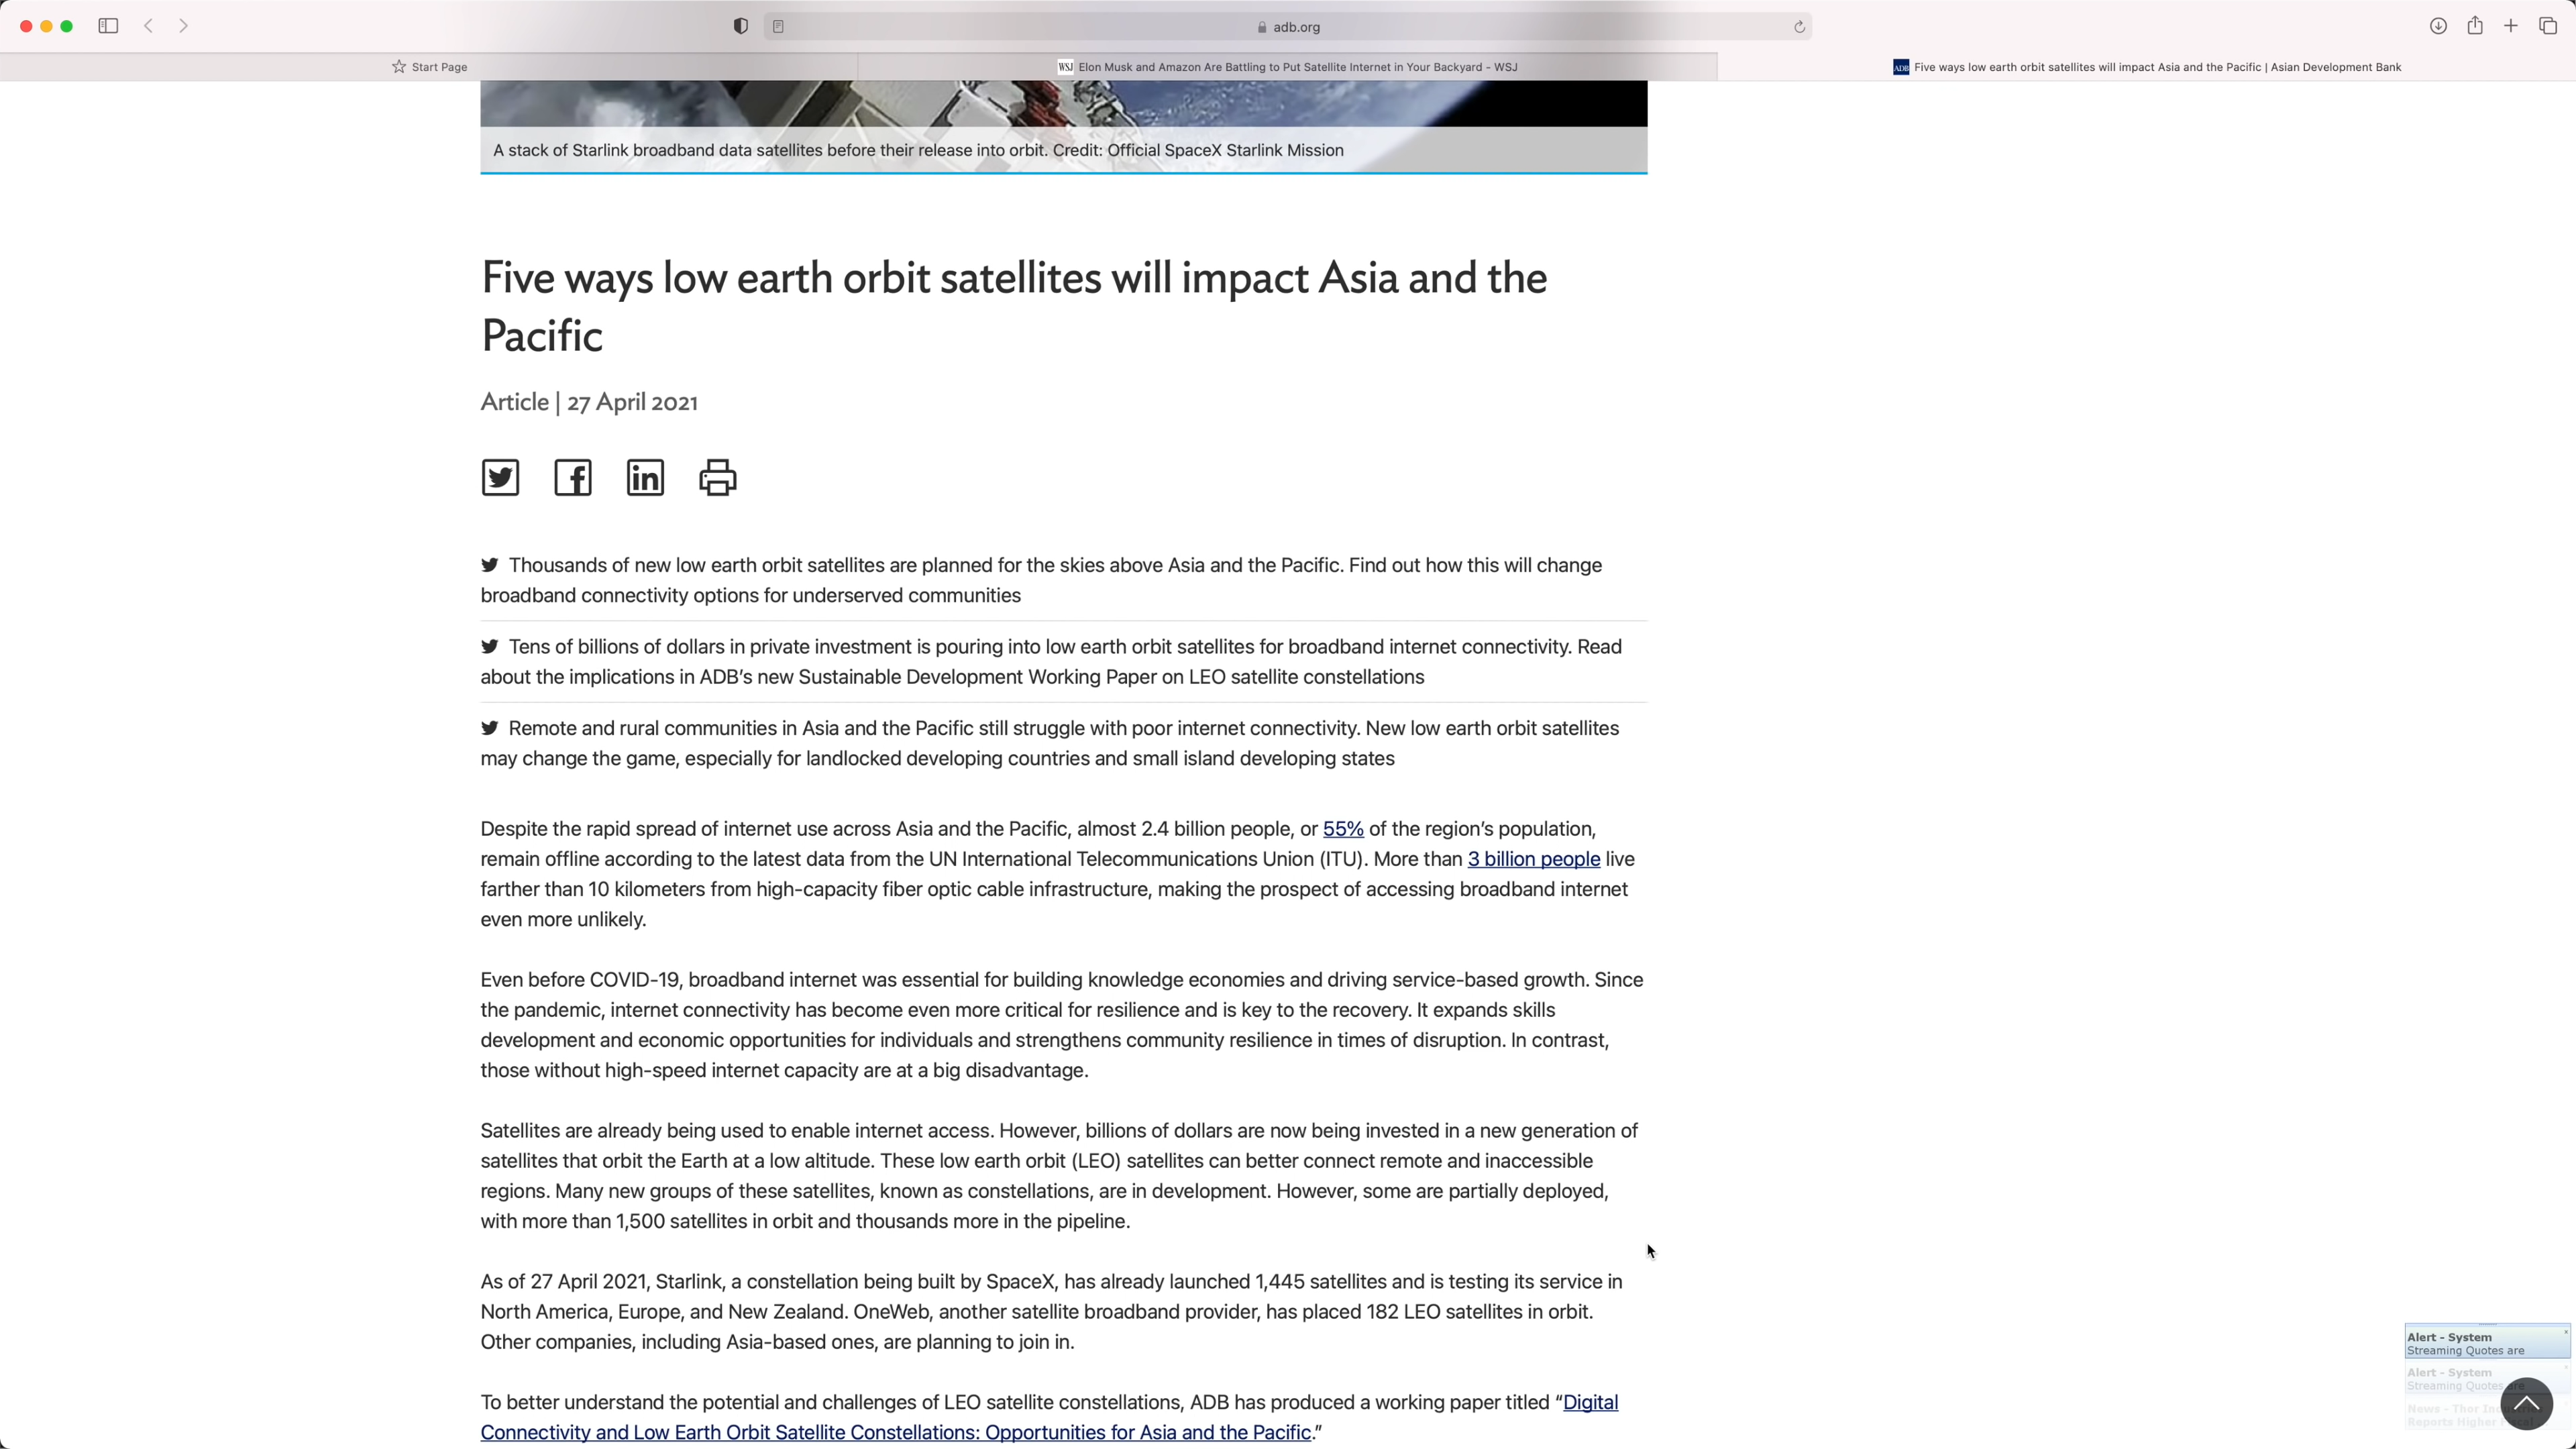 adb.org
Start Page
WSJ Elon Musk and Amazon Are Battling to Put Satellite Internet in Your Backyard - WSJ
ADB Five ways low earth orbit satellites will impact Asia and the Pacific | Asian Development Bank
A stack of Starlink broadband data satellites before their release into orbit. Credit: Official SpaceX Starlink Mission
Five ways low earth orbit satellites will impact Asia and the
Pacific
Article | 27 April 2021
Thousands of new low earth orbit satellites are planned for the skies above Asia and the Pacific. Find out how this will change
broadband connectivity options for underserved communities
Tens of billions of dollars in private investment is pouring into low earth orbit satellites for broadband internet connectivity. Read
about the implications in ADB’s new Sustainable Development Working Paper on LEO satellite constellations
Remote and rural communities in Asia and the Pacific still struggle with poor internet connectivity. New low earth orbit satellites
may change the game, especially for landlocked developing countries and small island developing states
Despite the rapid spread of internet use across Asia and the Pacific, almost 2.4 billion people, or 55% of the region’s population,
remain offline according to the latest data from the UN International Telecommunications Union (ITU). More than 3 billion people live
farther than 10 kilometers from high-capacity fiber optic cable infrastructure, making the prospect of accessing broadband internet
even more unlikely.
Even before COVID-19, broadband internet was essential for building knowledge economies and driving service-based growth. Since
the pandemic, internet connectivity has become even more critical for resilience and is key to the recovery. It expands skills
development and economic opportunities for individuals and strengthens community resilience in times of disruption. In contrast,
those without high-speed internet capacity are at a big disadvantage.
Satellites are already being used to enable internet access. However, billions of dollars are now being invested in a new generation of
satellites that orbit the Earth at a low altitude. These low earth orbit (LEO) satellites can better connect remote and inaccessible
regions. Many new groups of these satellites, known as constellations, are in development. However, some are partially deployed,
with more than 1,500 satellites in orbit and thousands more in the pipeline.
As of 27 April 2021, Starlink, a constellation being built by SpaceX, has already launched 1,445 satellites and is testing its service in
North America, Europe, and New Zealand. OneWeb, another satellite broadband provider, has placed 182 LEO satellites in orbit.
Other companies, including Asia-based ones, are planning to join in.
To better understand the potential and challenges of LEO satellite constellations, ADB has produced a working paper titled “Digital
Connectivity and Low Earth Orbit Satellite Constellations: Opportunities for Asia and the Pacific.”
Alert - System
Streaming Quotes are
Alert - System
Streaming Quotes are
News - Thor
Reports Higher